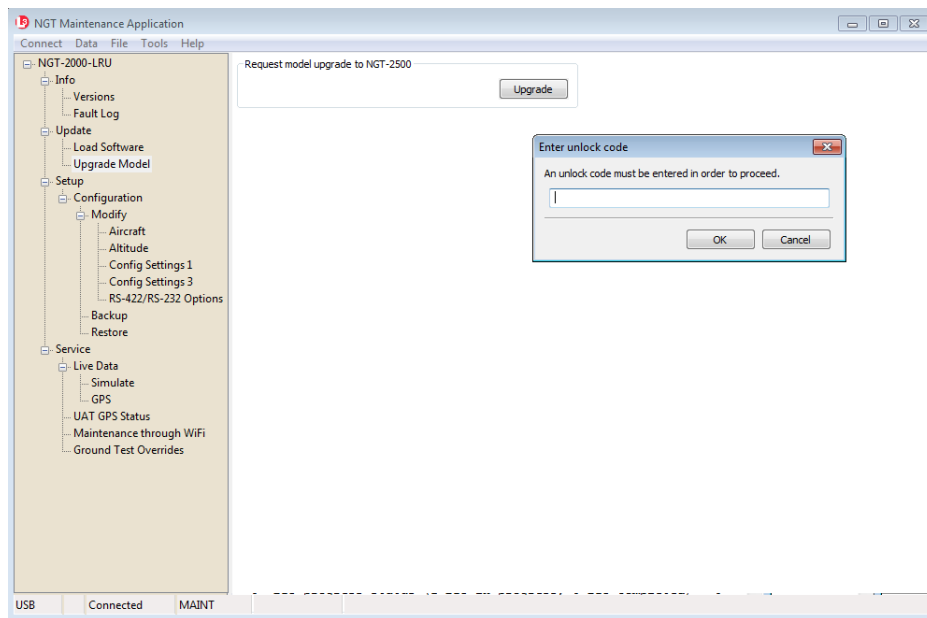 NGT Maintenance Application
Connect Data File Tools Help
NGT-2000-LRU
Info
Versions
Fault Log
Update
Load Software
Upgrade Model
Setup
Configuration
Modify
Aircraft
Altitude
Config Settings 1
Config Settings 3
RS-422/RS-232 Options
Backup
Restore
Service
Live Data
Simulate
GPS
UAT GPS Status
Maintenance through WiFi
Ground Test Overrides
Request model upgrade to NGT-2500
Upgrade
Enter unlock code
An unlock code must be entered in order to proceed.
OK Cancel
USB Connected MAINT